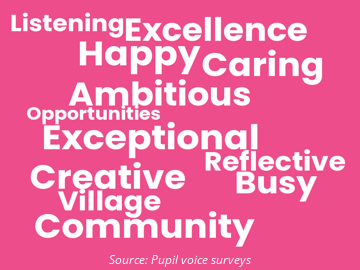 Listening
Excellence
Happy
Caring
Ambitious
Opportunities
Exceptional
Reflective
Creative
Busy
Village
Community
Source: Pupil voice surveys